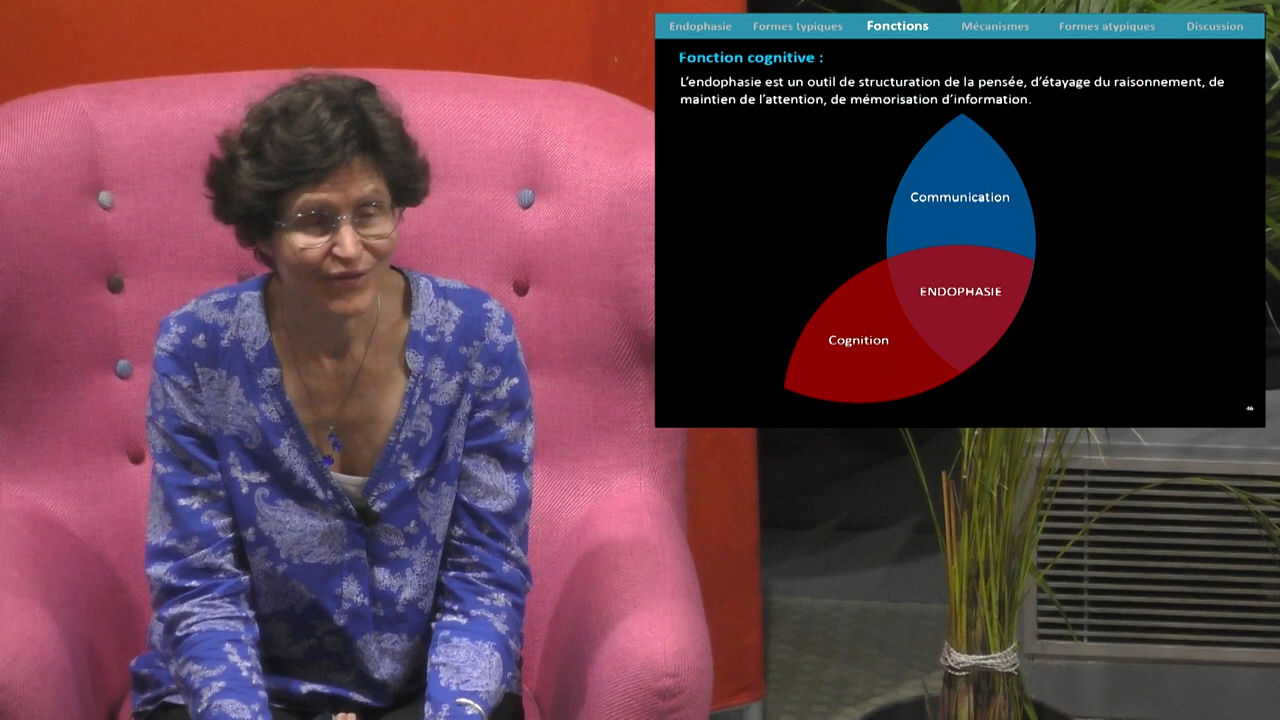 Endophasie Formes typiques Fonctions Mécanismes Formes atypiques Discussion
Fonction cognitive :
L'endophasie est un outil de structuration de la pensée, d'étayage du raisonnement, de
maintien de l'attention, de mémorisation d'information.
Communication
ENDOPHASIE
Cognition
46